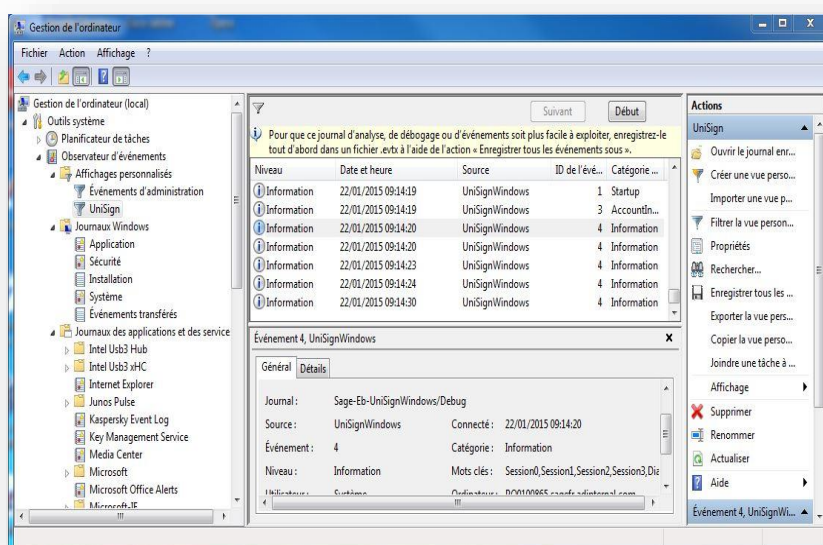 Gestion de l'ordinateur
Fichier Action Affichage ?
Gestion de l'ordinateur (local)
Outils système
Planificateur de tâches
Observateur d'événements
Affichages personnalisés
Événements d'administration
UniSign
Journaux Windows
Application
Sécurité
Installation
Système
Événements transférés
Journaux des applications et des service
Intel Usb3 Hub
Intel Usb3 xHC
Internet Explorer
Junos Pulse
Kaspersky Event Log
Key Management Service
Media Center
Microsoft
Microsoft Office Alerts
Microsoft-IE
Suivant Début
Pour que ce journal d'analyse, de débogage ou d'événements soit plus facile à exploiter, enregistrez-le
tout d'abord dans un fichier .evtx à l'aide de l'action « Enregistrer tous les événements sous ».
Niveau Date et heure Source ID de l'évé... Catégorie ...
Information 22/01/2015 09:14:19 UniSignWindows 1 Startup
Information 22/01/2015 09:14:19 UniSignWindows 3 AccountIn...
Information 22/01/2015 09:14:20 UniSignWindows 4 Information
Information 22/01/2015 09:14:20 UniSignWindows 4 Information
Information 22/01/2015 09:14:23 UniSignWindows 4 Information
Information 22/01/2015 09:14:24 UniSignWindows 4 Information
Information 22/01/2015 09:14:30 UniSignWindows 4 Information
Événement 4, UniSignWindows
Général Détails
Journal : Sage-Eb-UniSignWindows/Debug
Source : UniSignWindows Connecté : 22/01/2015 09:14:20
Événement : 4 Catégorie : Information
Niveau : Information Mots clés : Session0,Session1,Session2,Session3,Dia
Utilisateur : Système Ordinateur :
Actions
UniSign
Ouvrir le journal enr...
Créer une vue perso...
Importer une vue p...
Filtrer la vue person...
Propriétés
Rechercher...
Enregistrer tous les ...
Exporter la vue pers...
Copier la vue perso...
Joindre une tâche à ...
Affichage
Supprimer
Renommer
Actualiser
Aide
Événement 4, UniSignWi...